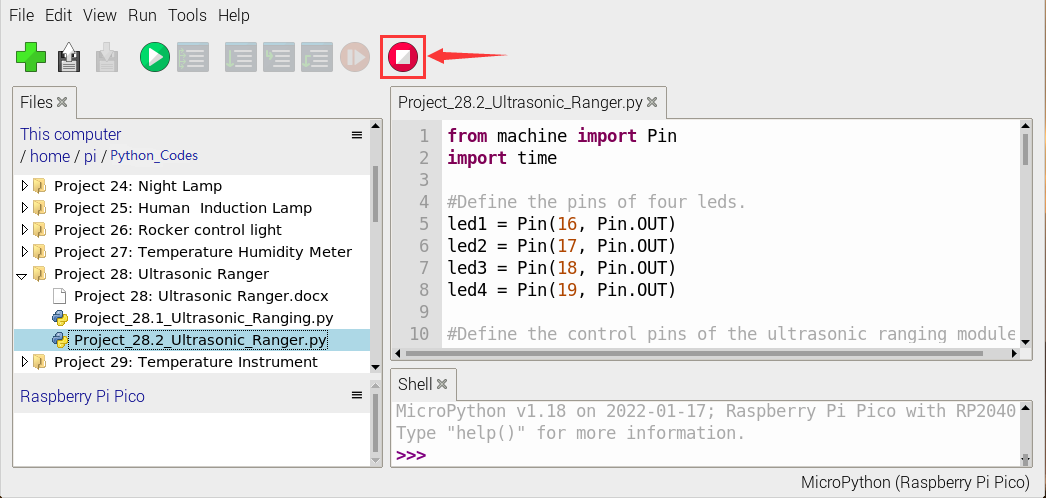 File Edit View Run Tools Help
Files
This computer
/ home / pi / Python_Codes
Project 24: Night Lamp
Project 25: Human  Induction Lamp
Project 26: Rocker control light
Project 27: Temperature Humidity Meter
Project 28: Ultrasonic Ranger
Project 28: Ultrasonic Ranger.docx
Project_28.1_Ultrasonic_Ranging.py
Project_28.2_Ultrasonic_Ranger.py
Project 29: Temperature Instrument
Raspberry Pi Pico
Project_28.2_Ultrasonic_Ranger.py
1 from machine import Pin
2 import time
3
4 #Define the pins of four leds.
5 led1 = Pin(16, Pin.OUT)
6 led2 = Pin(17, Pin.OUT)
7 led3 = Pin(18, Pin.OUT)
8 led4 = Pin(19, Pin.OUT)
9
10 #Define the control pins of the ultrasonic ranging module
Shell
MicroPython v1.18 on 2022-01-17; Raspberry Pi Pico with RP2040
Type "help()" for more information.
>>>
MicroPython (Raspberry Pi Pico)